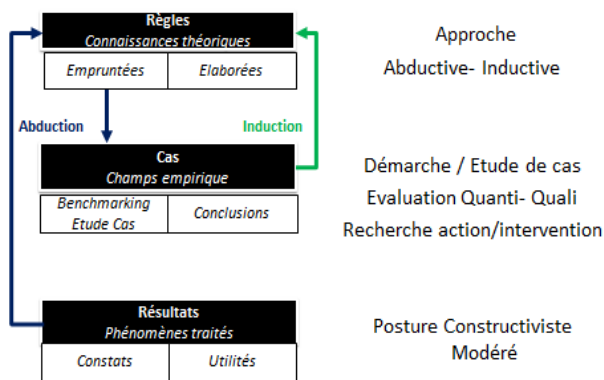 Règles
Connaissances théoriques
Empruntées
Elaborées
Approche
Abductive- Inductive
Abduction
Induction
Cas
Champs empirique
Benchmarking
Etude Cas
Conclusions
Démarche / Etude de cas
Evaluation Quanti- Quali
Recherche action/intervention
Résultats
Phénomènes traités
Constats
Utilités
Posture Constructiviste
Modéré